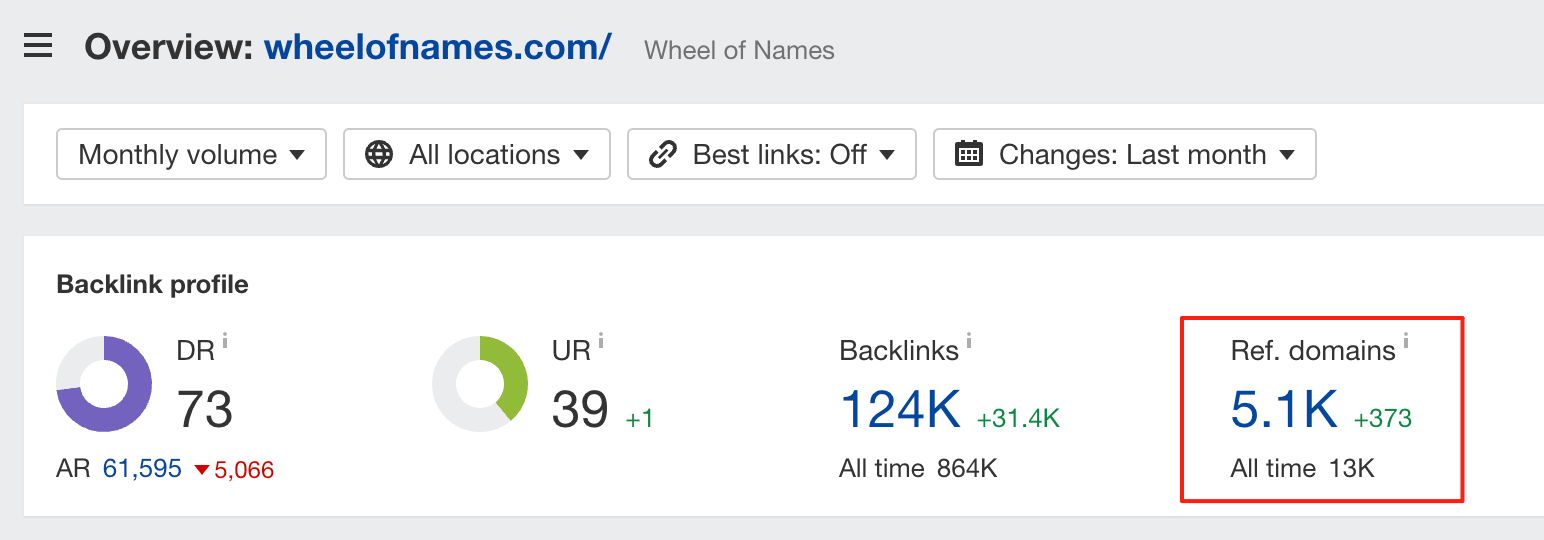 Overview: wheelofnames.com/ Wheel of Names
Monthly volume All locations Best links: Off Changes: Last month
Backlink profile
DR i UR i Backlinks i Ref. domains i
73 39 +1 124K +31.4K 5.1K +373
AR 61,595 5,066 All time 864K All time 13K